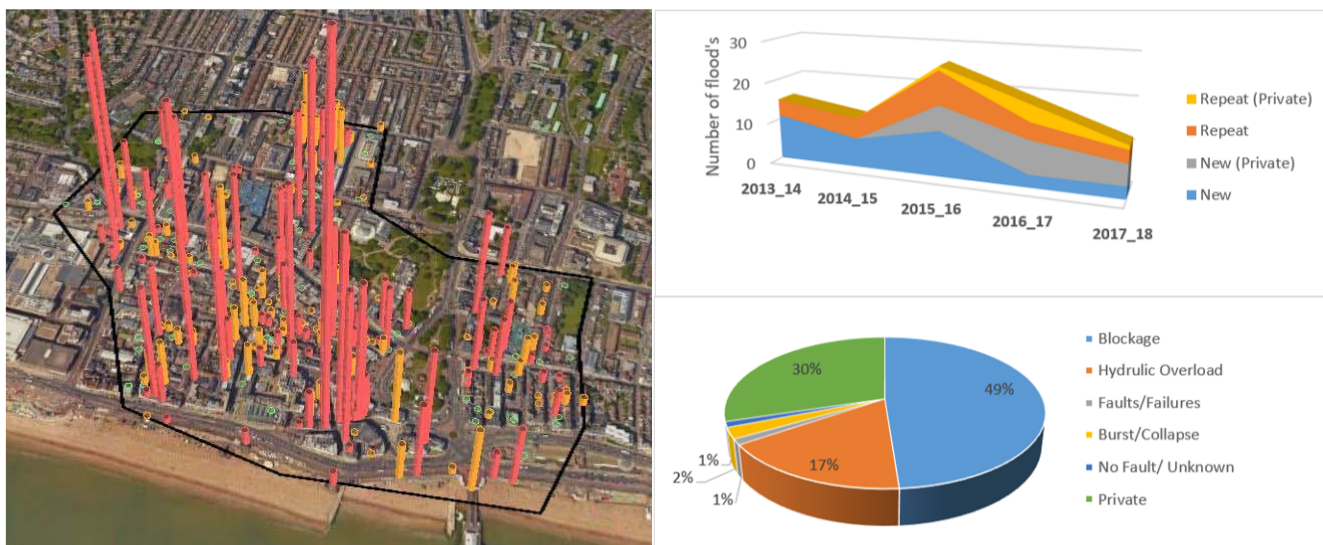 30
20
10
0
Number of flood's
2013_14
2014_15
2015_16
2016_17
2017_18
Repeat (Private)
Repeat
New (Private)
New
30%
49%
17%
1%
2%
1%
Blockage
Hydrulic Overload
Faults/Failures
Burst/Collapse
No Fault/ Unknown
Private